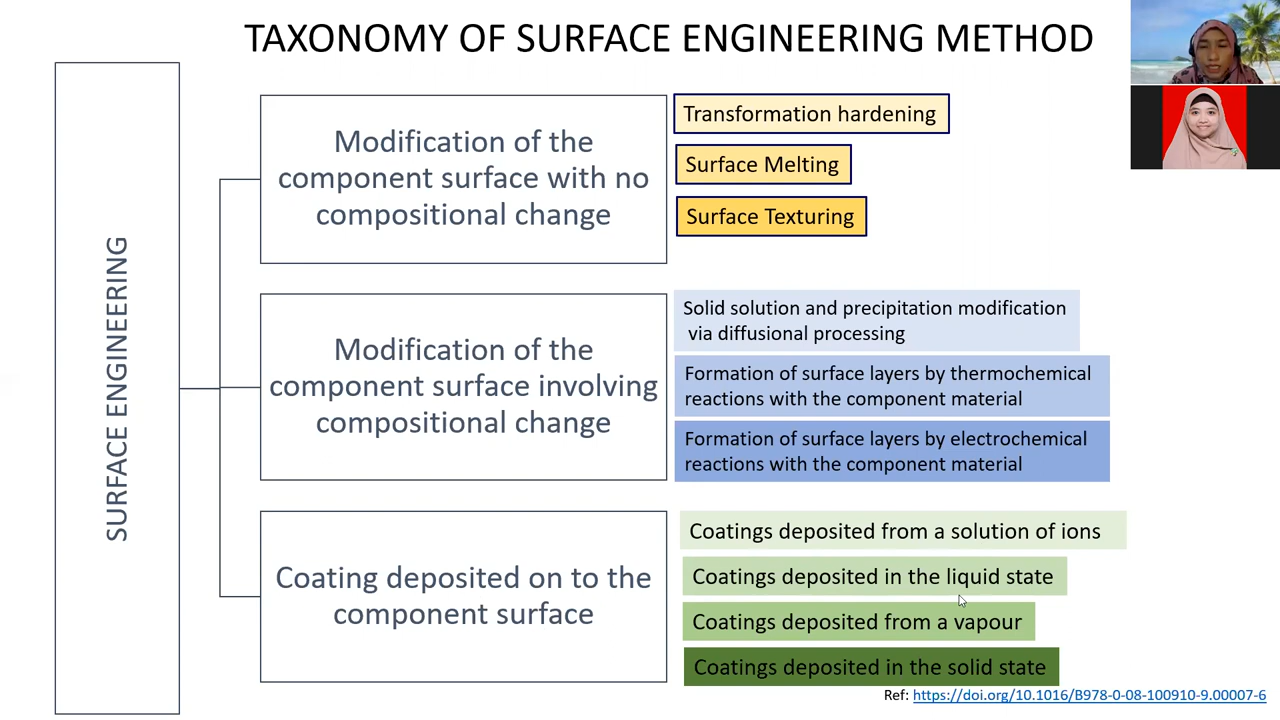 TAXONOMY OF SURFACE ENGINEERING METHOD
SURFACE ENGINEERING
Modification of the
component surface with no
compositional change
Transformation hardening
Surface Melting
Surface Texturing
Modification of the
component surface involving
compositional change
Solid solution and precipitation modification
via diffusional processing
Formation of surface layers by thermochemical
reactions with the component material
Formation of surface layers by electrochemical
reactions with the component material
Coating deposited on to the
component surface
Coatings deposited from a solution of ions
Coatings deposited in the liquid state
Coatings deposited from a vapour
Coatings deposited in the solid state
Ref: https://doi.org/10.1016/B978-0-08-100910-9.00007-6